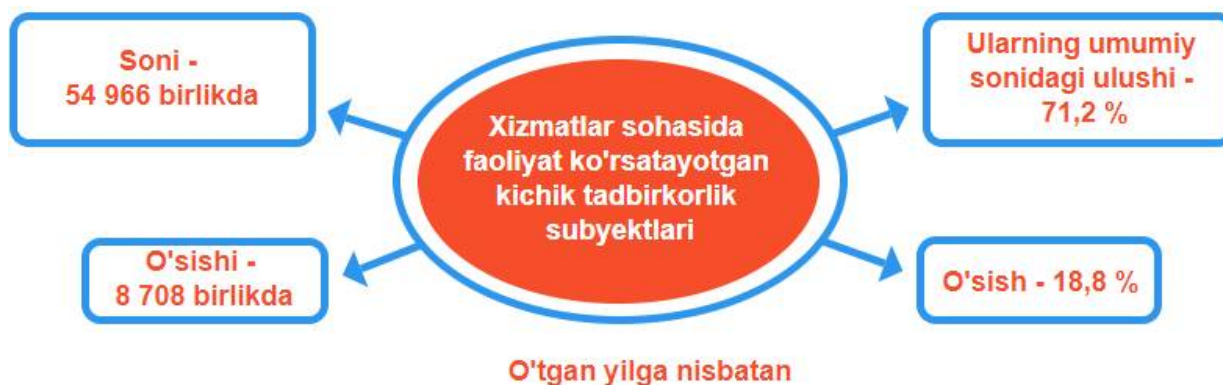 Soni -
54 966 birlikda
Ularning umumiy
sonidagi ulushi -
71,2 %
Xizmatlar sohasida
faoliyat ko'rsatayotgan
kichik tadbirkorlik
subyektlari
O'sishi -
8 708 birlikda
O'sish - 18,8 %
O'tgan yilga nisbatan